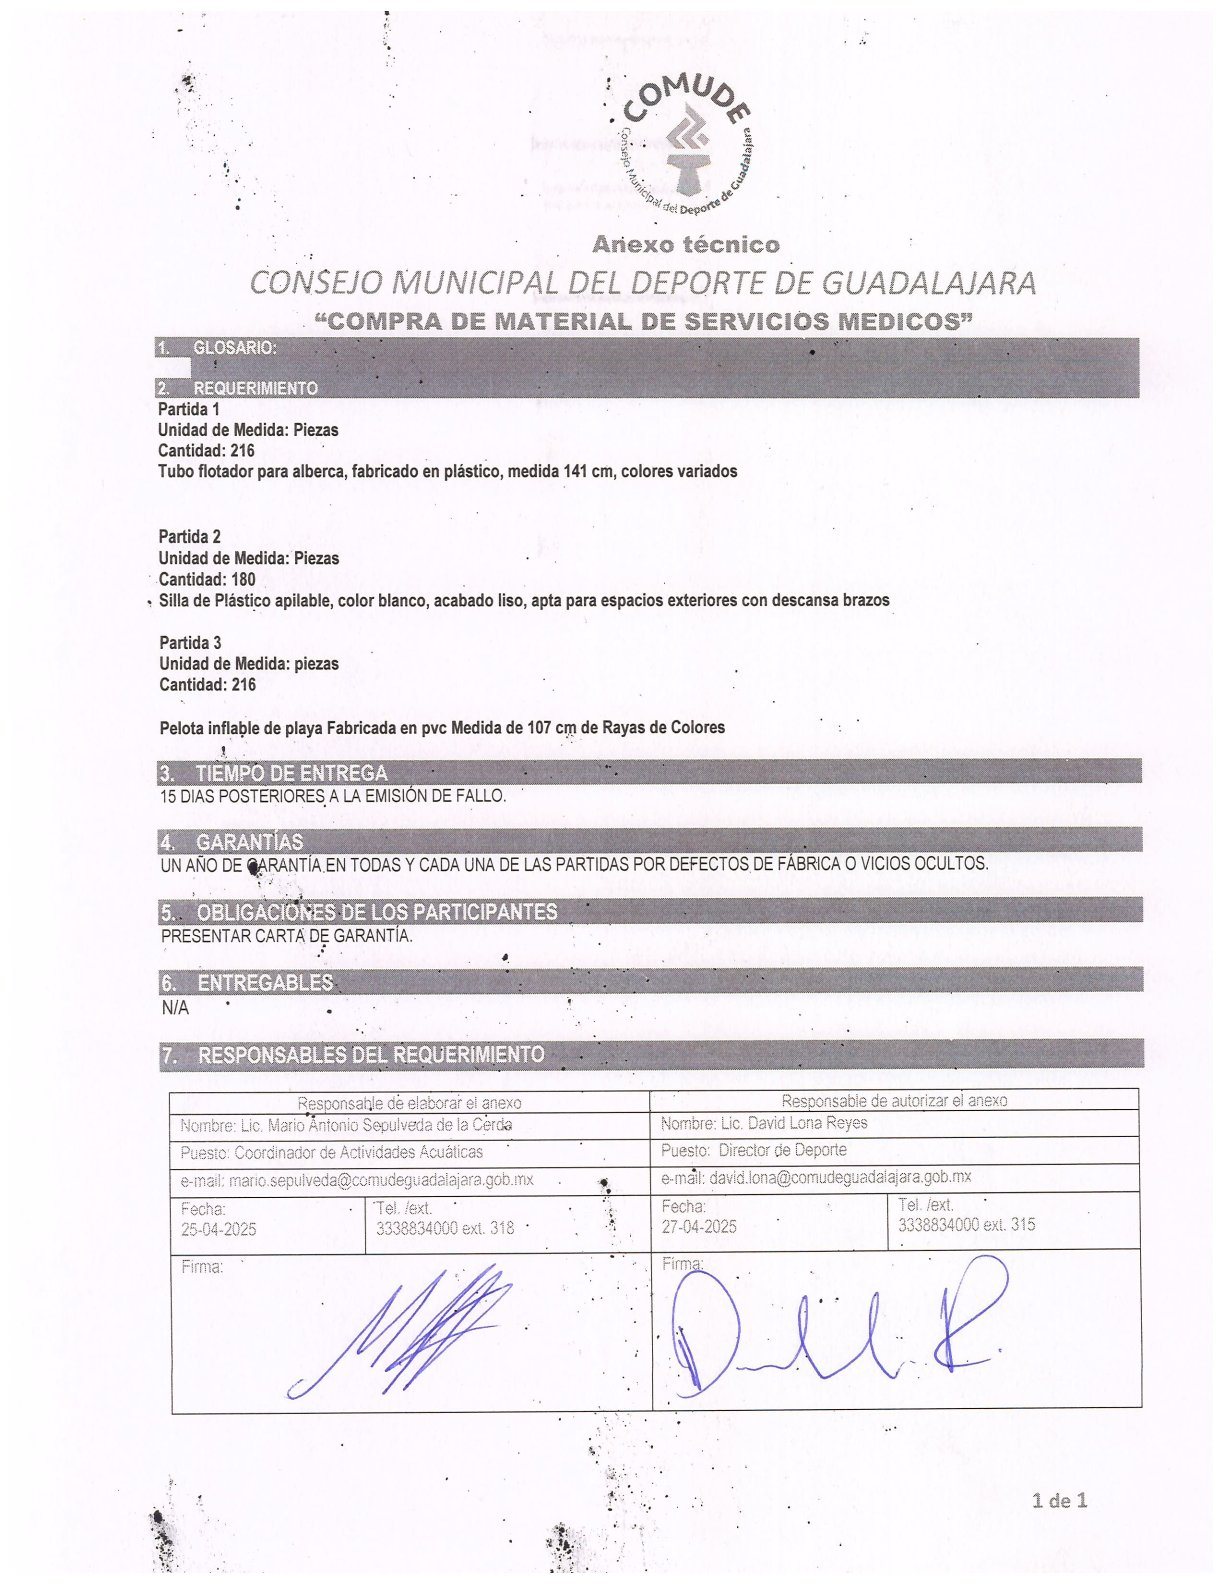 COMUDE
Consejo Municipal del Deporte de Guadalajara
Anexo técnico
CONSEJO MUNICIPAL DEL DEPORTE DE GUADALAJARA
“COMPRA DE MATERIAL DE SERVICIOS MEDICOS”
1. GLOSARIO:
2. REQUERIMIENTO
Partida 1
Unidad de Medida: Piezas
Cantidad: 216
Tubo flotador para alberca, fabricado en plástico, medida 141 cm, colores variados
Partida 2
Unidad de Medida: Piezas
Cantidad: 180
Silla de Plástico apilable, color blanco, acabado liso, apta para espacios exteriores con descansa brazos
Partida 3
Unidad de Medida: piezas
Cantidad: 216
Pelota inflable de playa Fabricada en pvc Medida de 107 cm de Rayas de Colores
3. TIEMPO DE ENTREGA
15 DIAS POSTERIORES A LA EMISIÓN DE FALLO.
4. GARANTÍAS
UN AÑO DE GARANTÍA EN TODAS Y CADA UNA DE LAS PARTIDAS POR DEFECTOS DE FÁBRICA O VICIOS OCULTOS.
5. OBLIGACIONES DE LOS PARTICIPANTES
PRESENTAR CARTA DE GARANTÍA.
6. ENTREGABLES
N/A
7. RESPONSABLES DEL REQUERIMIENTO
Responsable de elaborar el anexo
Responsable de autorizar el anexo
Nombre: Lic. Mario Antonio Sepulveda de la Cerda
Nombre: Lic. David Lona Reyes
Puesto: Coordinador de Actividades Acuáticas
Puesto: Director de Deporte
e-mail: mario.sepulveda@comudeguadalajara.gob.mx
e-mail: david.lona@comudeguadalajara.gob.mx
Fecha:
25-04-2025
Tel. /ext.
3338834000 ext. 318
Fecha:
27-04-2025
Tel. /ext.
3338834000 ext. 315
Firma:
Firma:
1 de 1